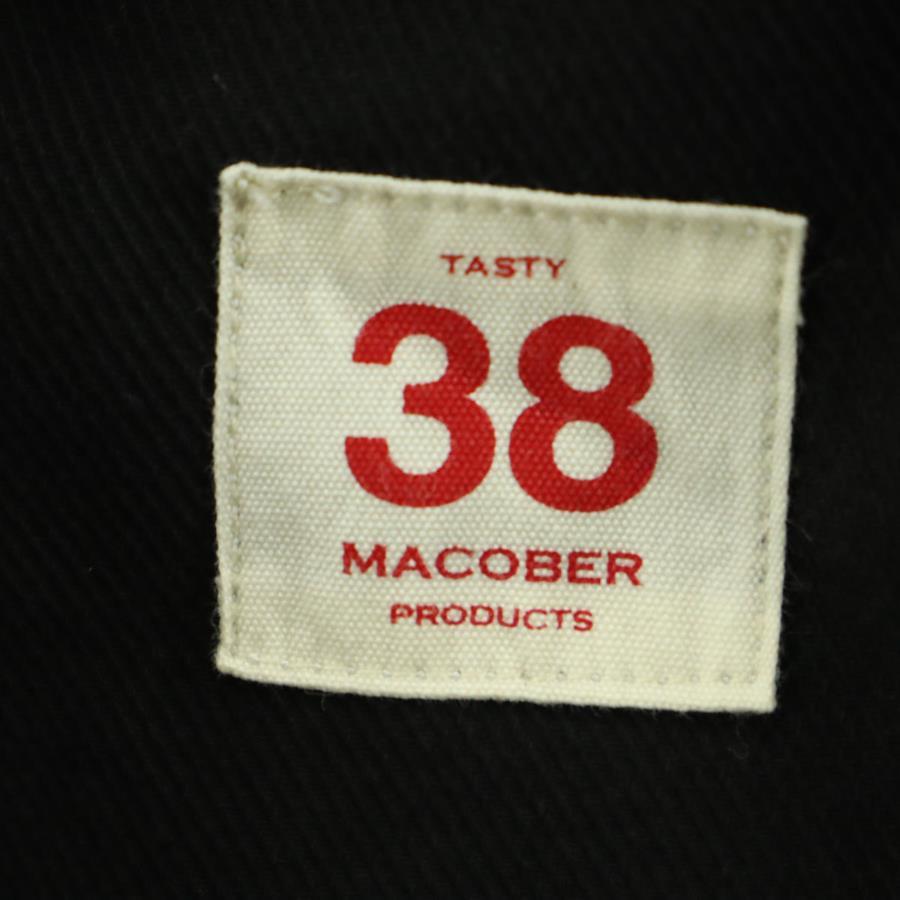 TASTY
38
MACOBER
PRODUCTS